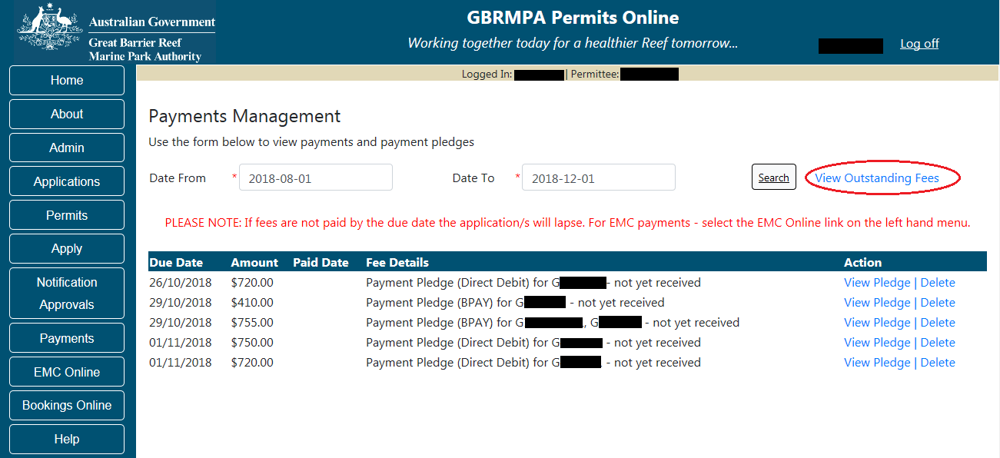 Australian Government
Great Barrier Reef
Marine Park Authority
GBRMPA Permits Online
Working together today for a healthier Reef tomorrow...
Log off
Logged In: | Permittee:
Home
About
Admin
Applications
Permits
Apply
Notification
Approvals
Payments
EMC Online
Bookings Online
Help
Payments Management
Use the form below to view payments and payment pledges
Date From * 2018-08-01 Date To * 2018-12-01 Search View Outstanding Fees
PLEASE NOTE: If fees are not paid by the due date the application/s will lapse. For EMC payments - select the EMC Online link on the left hand menu.
Due Date Amount Paid Date Fee Details Action
26/10/2018 $720.00 Payment Pledge (Direct Debit) for G - not yet received View Pledge | Delete
29/10/2018 $410.00 Payment Pledge (BPAY) for G - not yet received View Pledge | Delete
29/10/2018 $755.00 Payment Pledge (BPAY) for G , G - not yet received View Pledge | Delete
01/11/2018 $750.00 Payment Pledge (Direct Debit) for G - not yet received View Pledge | Delete
01/11/2018 $720.00 Payment Pledge (Direct Debit) for G - not yet received View Pledge | Delete